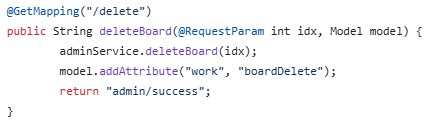 @GetMapping("/delete")
public String deleteBoard(@RequestParam int idx, Model model) {
        adminService.deleteBoard(idx);
        model.addAttribute("work", "boardDelete");
        return "admin/success";
}